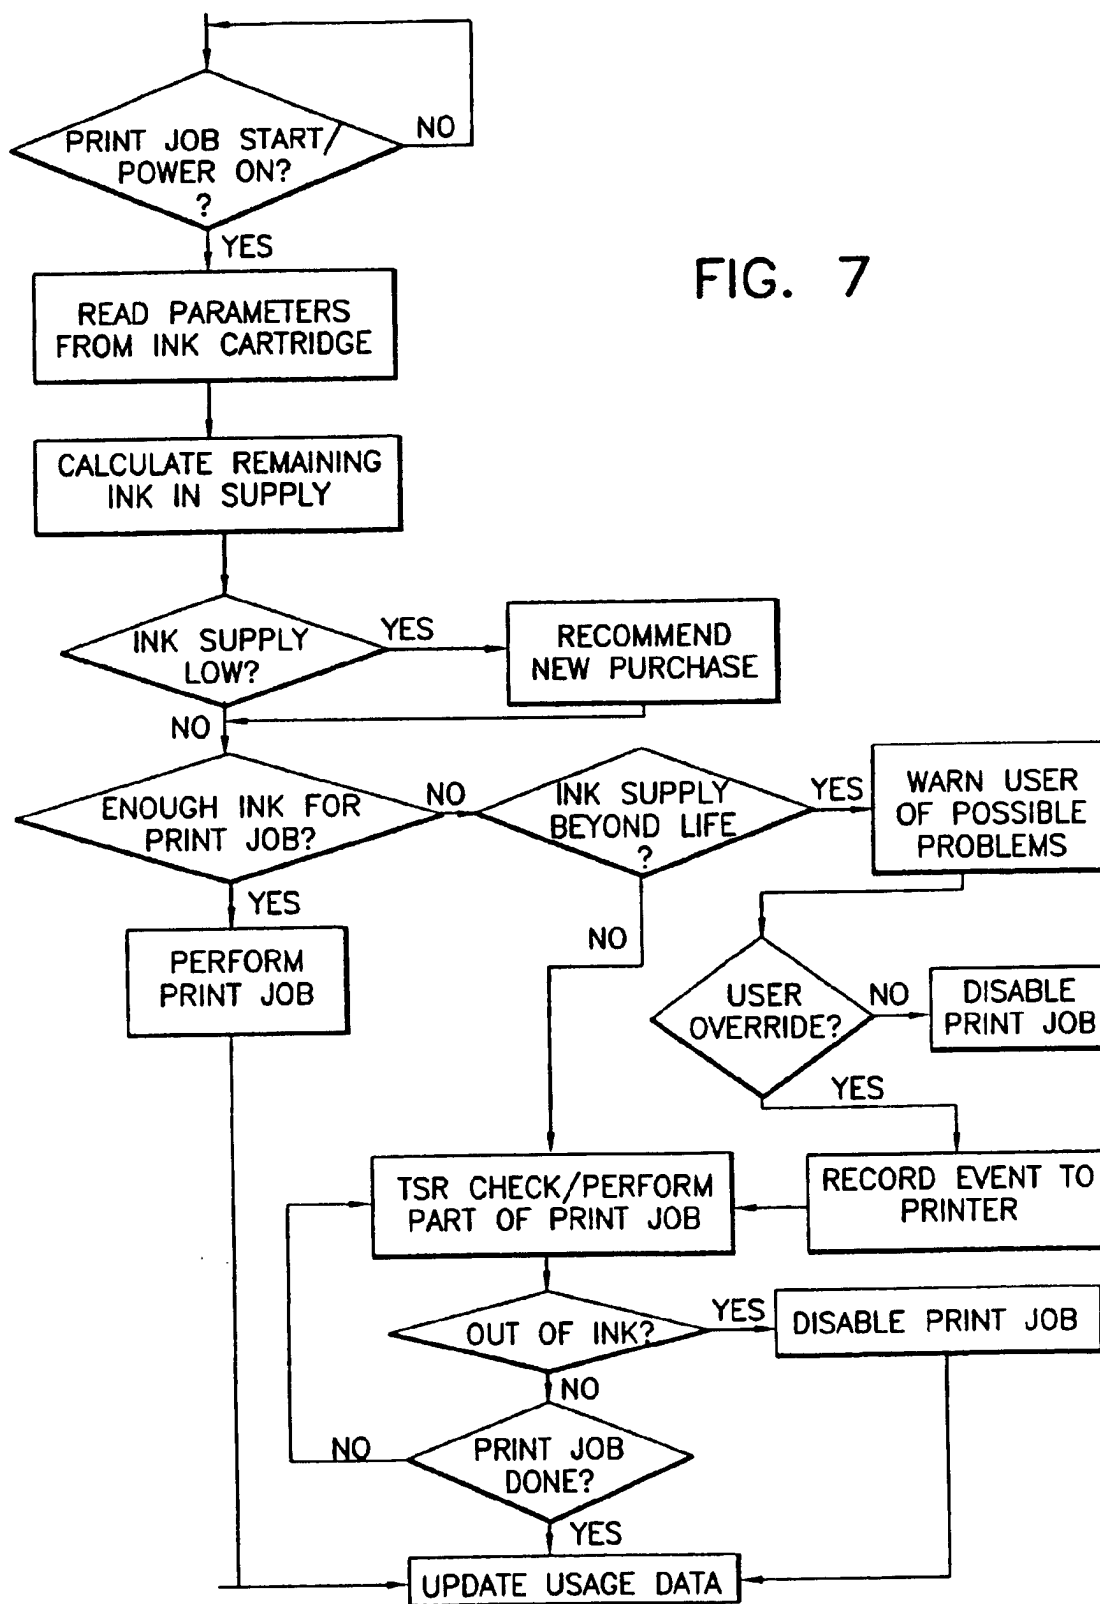 NO
PRINT JOB START/
POWER ON?
?
YES
FIG. 7
READ PARAMETERS
FROM INK CARTRIDGE
CALCULATE REMAINING
INK IN SUPPLY
INK SUPPLY
LOW?
YES
RECOMMEND
NEW PURCHASE
NO
ENOUGH INK FOR
PRINT JOB?
NO
INK SUPPLY
BEYOND LIFE
?
YES
WARN USER
OF POSSIBLE
PROBLEMS
YES
PERFORM
PRINT JOB
NO
USER
OVERRIDE?
NO
DISABLE
PRINT JOB
YES
TSR CHECK/PERFORM
PART OF PRINT JOB
RECORD EVENT TO
PRINTER
OUT OF INK?
YES
DISABLE PRINT JOB
NO
PRINT JOB
DONE?
NO
YES
UPDATE USAGE DATA